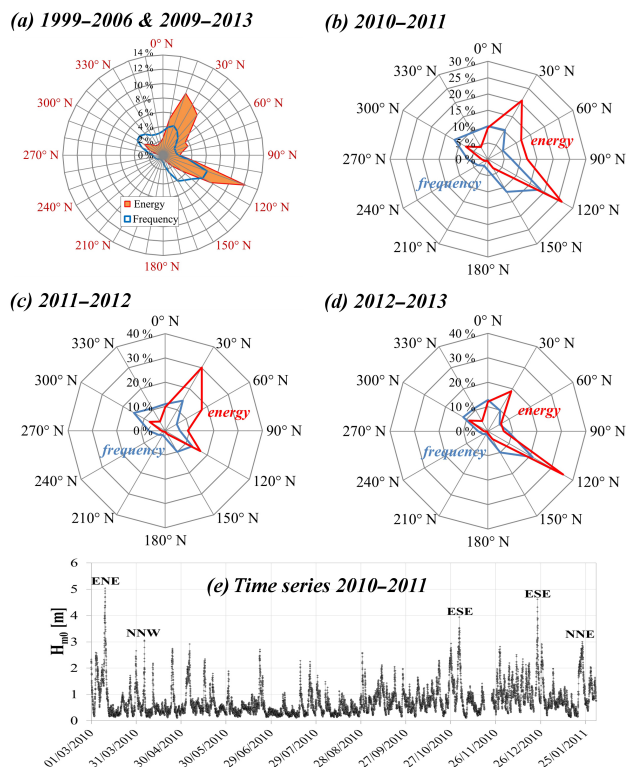 (a) 1999–2006 & 2009–2013
0° N
30° N
60° N
90° N
120° N
150° N
180° N
210° N
240° N
270° N
300° N
330° N
14 %
12 %
10 %
8 %
6 %
4 %
2 %
0 %
Energy
Frequency
(b) 2010–2011
0° N
30° N
60° N
90° N
120° N
150° N
180° N
210° N
240° N
270° N
300° N
330° N
30 %
25 %
20 %
15 %
10 %
5 %
0 %
energy
frequency
(c) 2011–2012
0° N
30° N
60° N
90° N
120° N
150° N
180° N
210° N
240° N
270° N
300° N
330° N
40 %
30 %
20 %
10 %
0 %
energy
frequency
(d) 2012–2013
0° N
30° N
60° N
90° N
120° N
150° N
180° N
210° N
240° N
270° N
300° N
330° N
40 %
30 %
20 %
10 %
0 %
energy
frequency
(e) Time series 2010–2011
Hm0 [m]
6
5
4
3
2
1
0
ENE
NNW
ESE
ESE
NNE
01/03/2010
31/03/2010
30/04/2010
30/05/2010
29/06/2010
29/07/2010
28/08/2010
27/09/2010
27/10/2010
26/11/2010
26/12/2010
25/01/2011